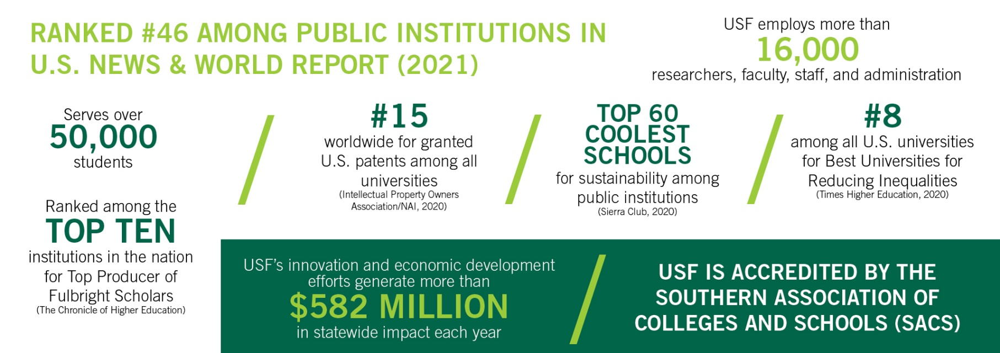 RANKED #46 AMONG PUBLIC INSTITUTIONS IN
U.S. NEWS & WORLD REPORT (2021)
USF employs more than
16,000
researchers, faculty, staff, and administration
Serves over
50,000
students
#15
worldwide for granted
U.S. patents among all
universities
(Intellectual Property Owners
Association/NAI, 2020)
TOP 60
COOLEST
SCHOOLS
for sustainability among
public institutions
(Sierra Club, 2020)
#8
among all U.S. universities
for Best Universities for
Reducing Inequalities
(Times Higher Education, 2020)
Ranked among the
TOP TEN
institutions in the nation
for Top Producer of
Fulbright Scholars
(The Chronicle of Higher Education)
USF's innovation and economic development
efforts generate more than
$582 MILLION
in statewide impact each year
USF IS ACCREDITED BY THE
SOUTHERN ASSOCIATION OF
COLLEGES AND SCHOOLS (SACS)